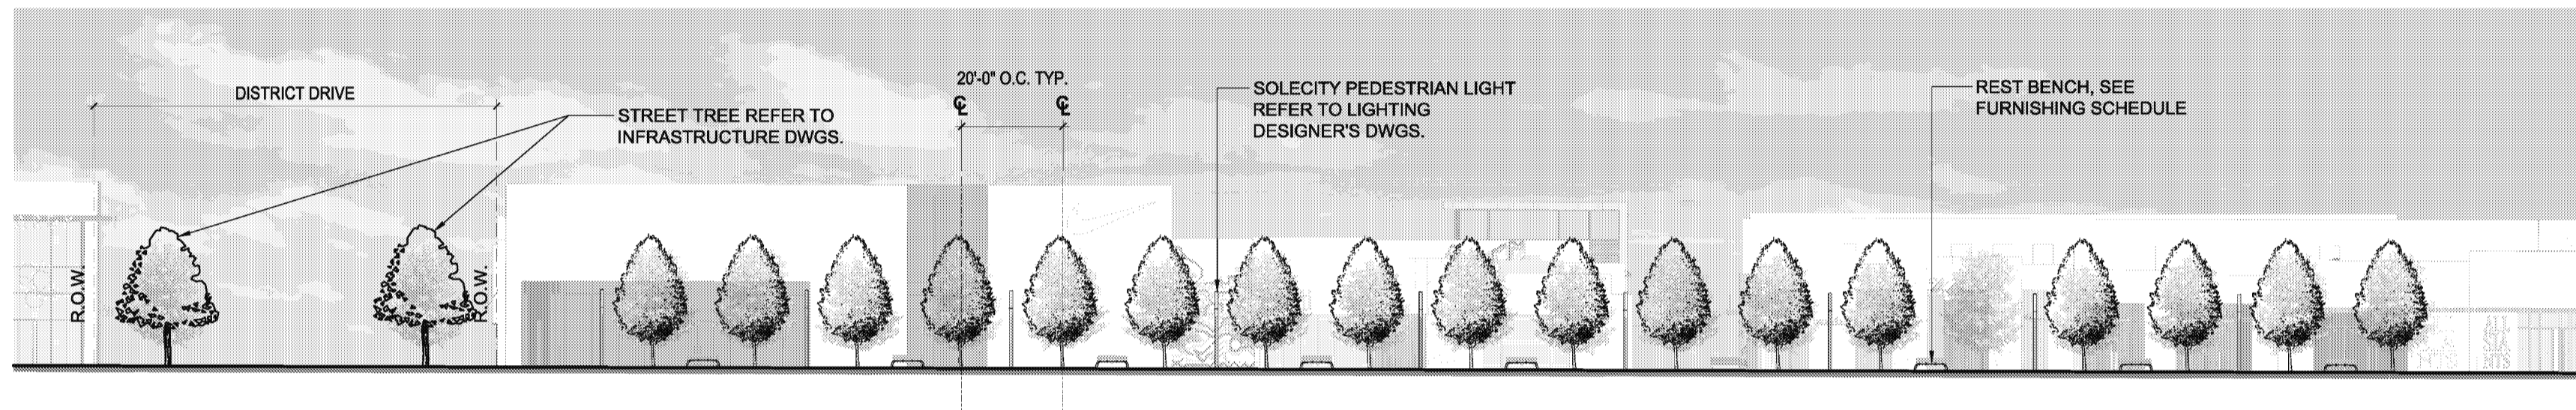 DISTRICT DRIVE
STREET TREE REFER TO
INFRASTRUCTURE DWGS.
20'-0" O.C. TYP.
℄ ℄
SOLECITY PEDESTRIAN LIGHT
REFER TO LIGHTING
DESIGNER'S DWGS.
REST BENCH, SEE
FURNISHING SCHEDULE
R.O.W.
R.O.W.